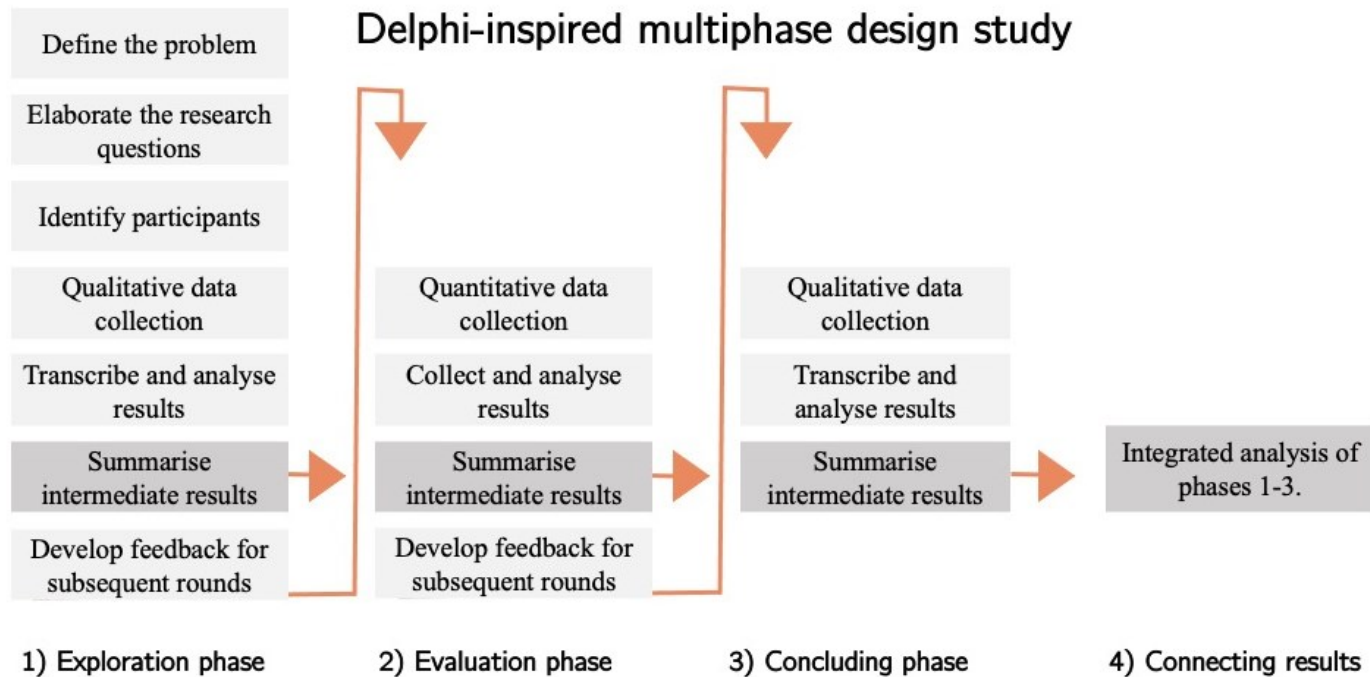 Delphi-inspired multiphase design study
Define the problem
Elaborate the research
questions
Identify participants
Qualitative data
collection
Transcribe and analyse
results
Summarise
intermediate results
Develop feedback for
subsequent rounds
1) Exploration phase
Quantitative data
collection
Collect and analyse
results
Summarise
intermediate results
Develop feedback for
subsequent rounds
2) Evaluation phase
Qualitative data
collection
Transcribe and
analyse results
Summarise
intermediate results
3) Concluding phase
Integrated analysis of
phases 1-3.
4) Connecting results